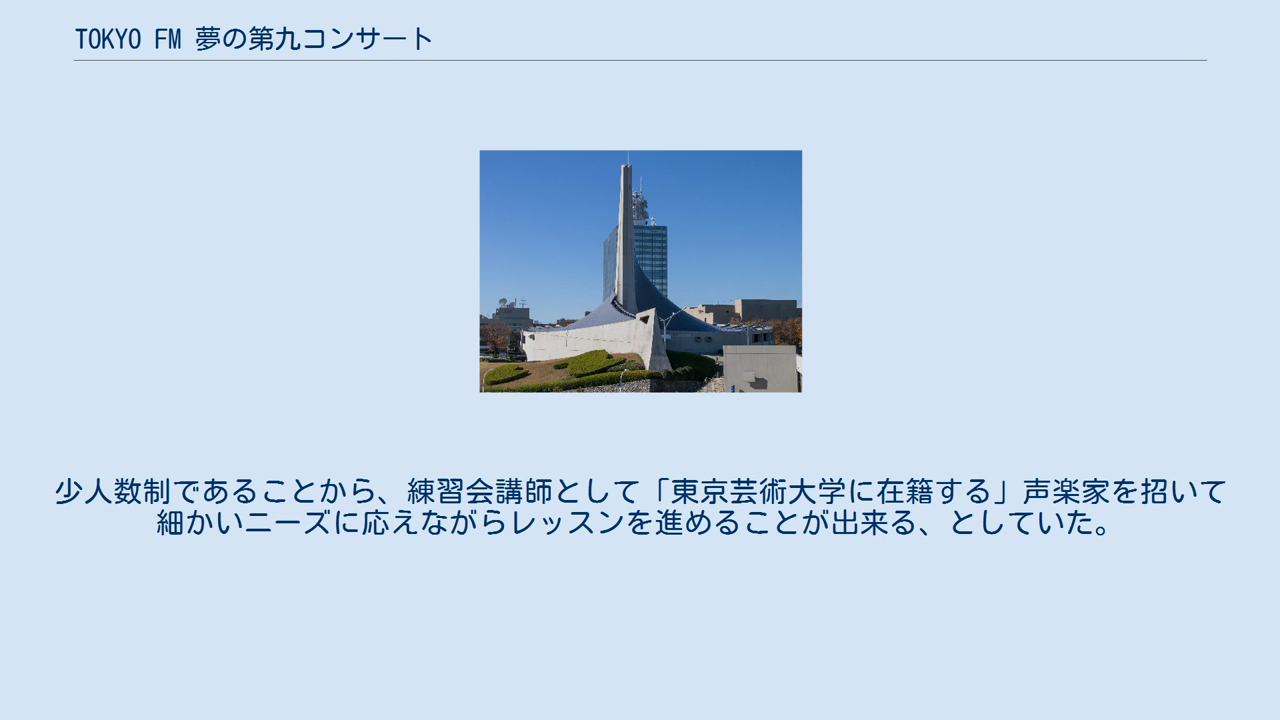 TOKYO FM 夢の第九コンサート
少人数制であることから、練習会講師として「東京芸術大学に在籍する」声楽家を招いて
細かいニーズに応えながらレッスンを進めることが出来る、としていた。